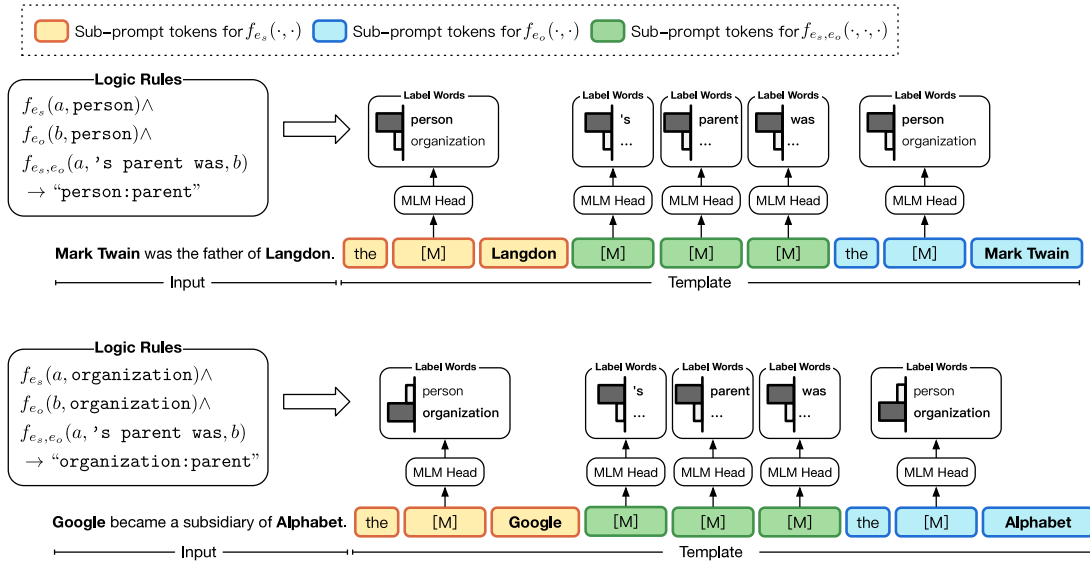 Sub-prompt tokens for f_{e_s}(·,·) Sub-prompt tokens for f_{e_o}(·,·) Sub-prompt tokens for f_{e_s,e_o}(·,·,·)
Logic Rules
f_{e_s}(a, person)∧
f_{e_o}(b, person)∧
f_{e_s,e_o}(a, 's parent was, b)
→ “person:parent”
Label Words Label Words Label Words Label Words Label Words
person 's parent was person
organization ... ... ... organization
MLM Head MLM Head MLM Head MLM Head MLM Head
Mark Twain was the father of Langdon. the [M] Langdon [M] [M] [M] the [M] Mark Twain
Input Template
Logic Rules
f_{e_s}(a, organization)∧
f_{e_o}(b, organization)∧
f_{e_s,e_o}(a, 's parent was, b)
→ “organization:parent”
Label Words Label Words Label Words Label Words Label Words
person 's parent was person
organization ... ... ... organization
MLM Head MLM Head MLM Head MLM Head MLM Head
Google became a subsidiary of Alphabet. the [M] Google [M] [M] [M] the [M] Alphabet
Input Template